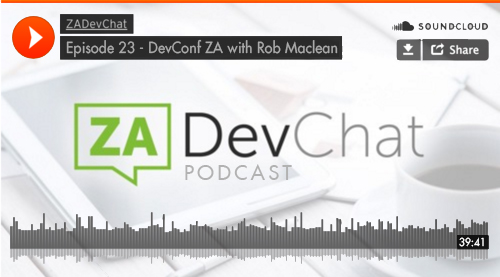 ZADevChat
SOUNDCLOUD
Episode 23 - DevConf ZA with Rob Maclean
Share
ZA DevChat
PODCAST
39:41